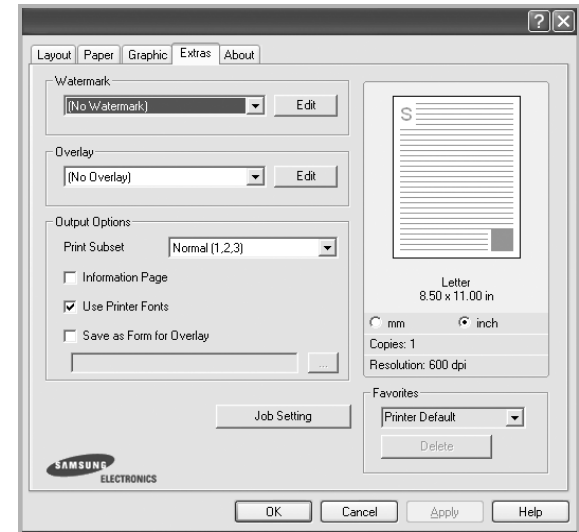 Layout Paper Graphic Extras About
Watermark
(No Watermark) Edit
Overlay
(No Overlay) Edit
Output Options
Print Subset Normal (1,2,3)
Information Page
Use Printer Fonts
Save as Form for Overlay
...
Job Setting
SAMSUNG
ELECTRONICS
S
Letter
8.50 x 11.00 in
mm inch
Copies: 1
Resolution: 600 dpi
Favorites
Printer Default
Delete
OK Cancel Apply Help